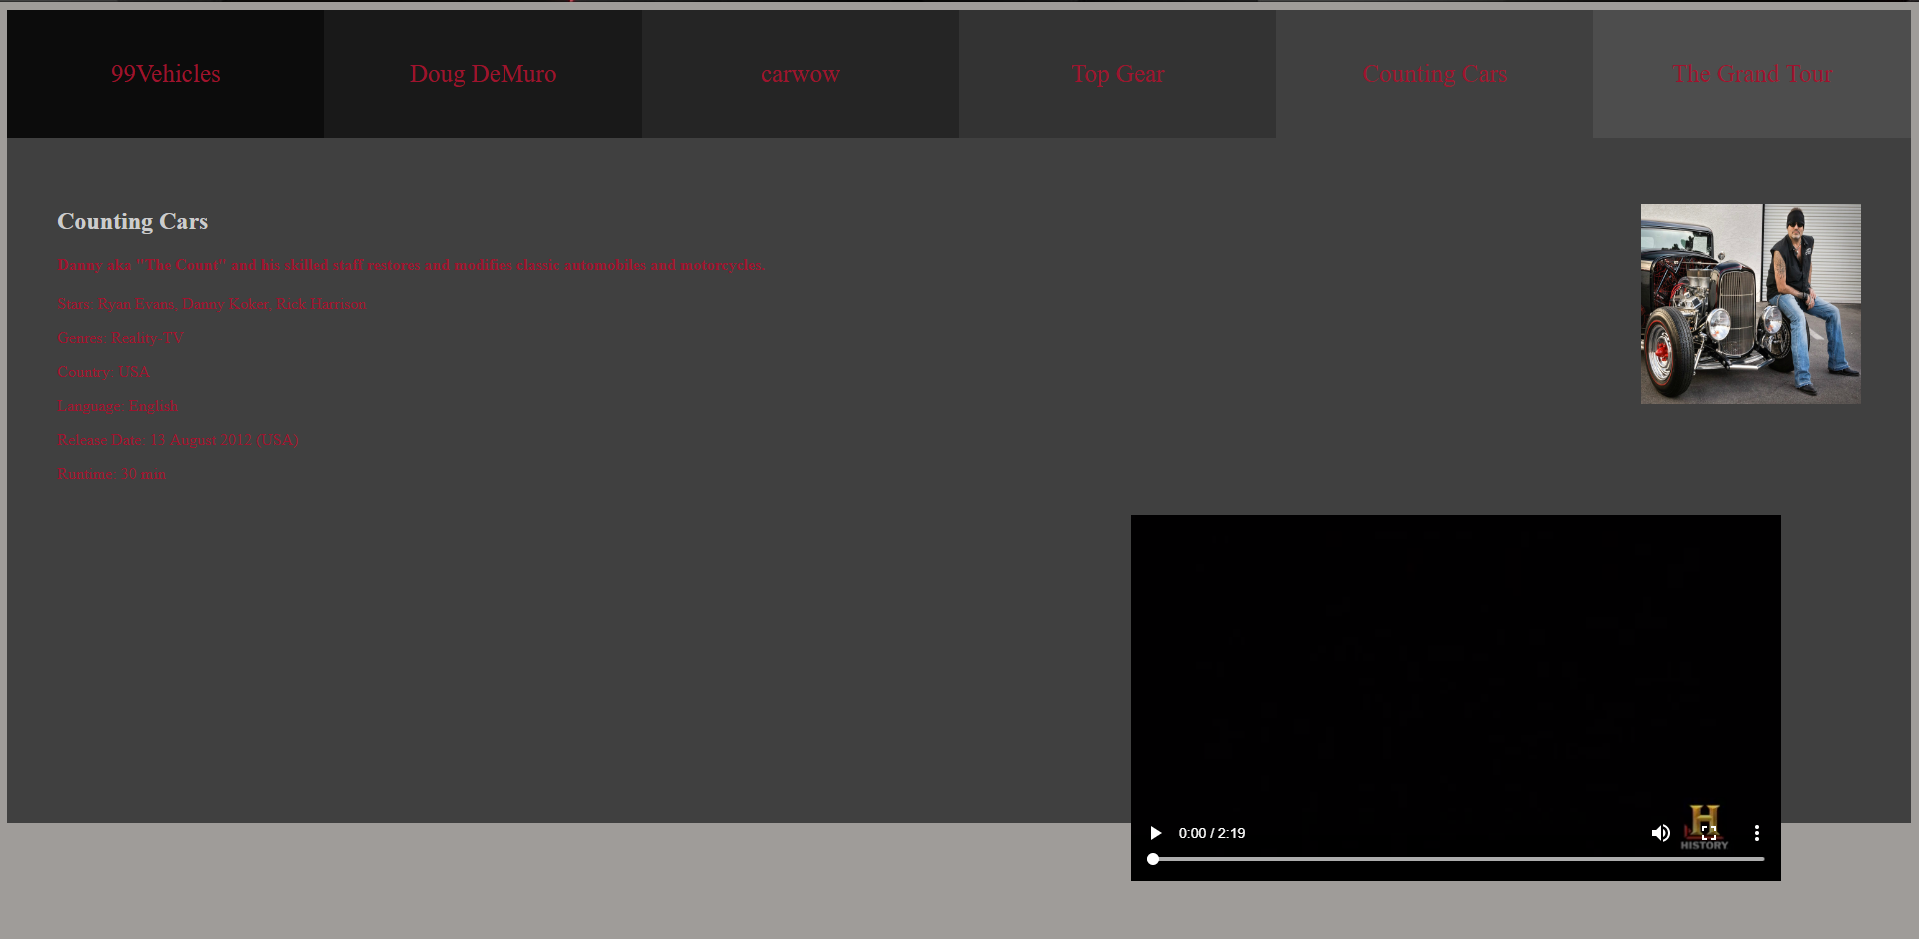 99Vehicles
Doug DeMuro
carwow
Top Gear
Counting Cars
The Grand Tour
Counting Cars
Danny aka "The Count" and his skilled staff restores and modifies classic automobiles and motorcycles.
Stars: Ryan Evans, Danny Koker, Rick Harrison
Genres: Reality-TV
Country: USA
Language: English
Release Date: 13 August 2012 (USA)
Runtime: 30 min
0:00 / 2:19
H
HISTORY